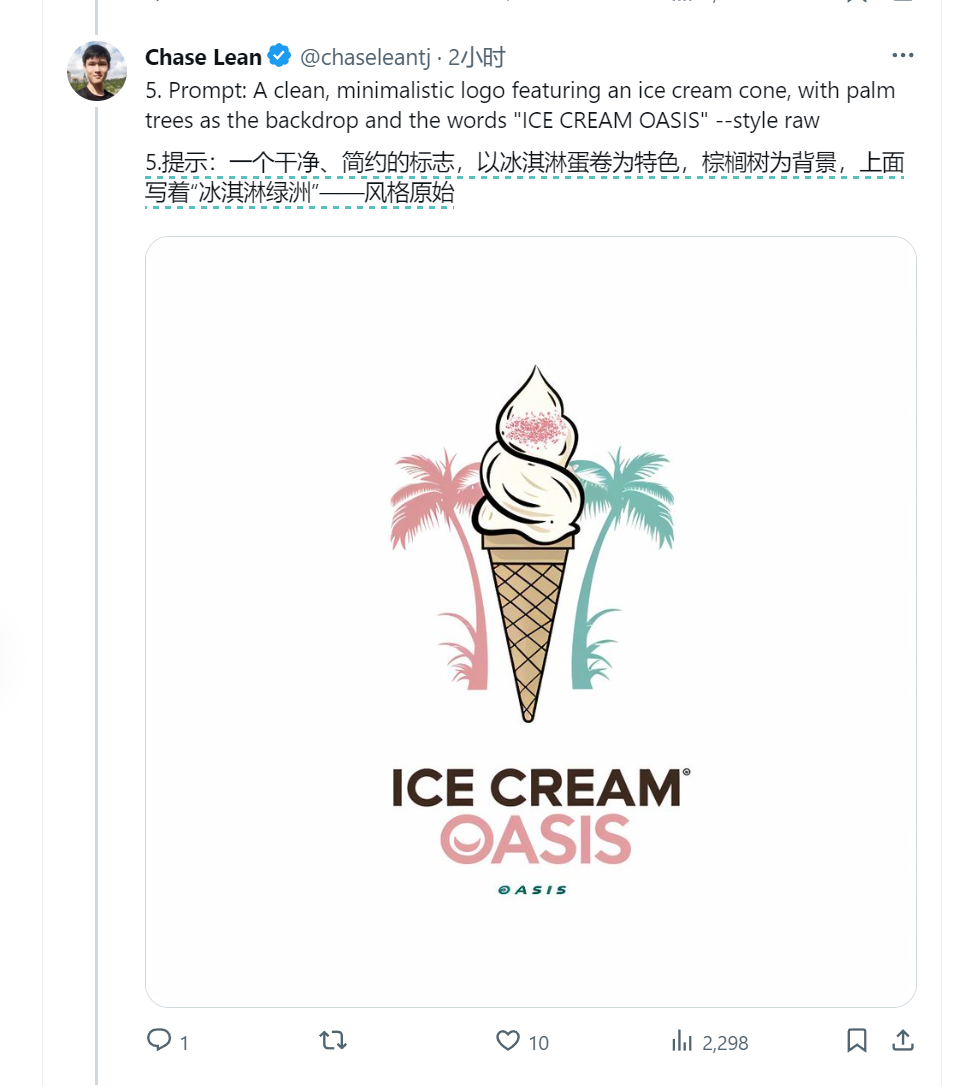 Chase Lean @chaseleantj · 2小时
5. Prompt: A clean, minimalistic logo featuring an ice cream cone, with palm
trees as the backdrop and the words "ICE CREAM OASIS" --style raw
5.提示：一个干净、简约的标志，以冰淇淋蛋卷为特色，棕榈树为背景，上面
写着“冰淇淋绿洲”——风格原始
ICE CREAM
OASIS
OASIS
1 10 2,298